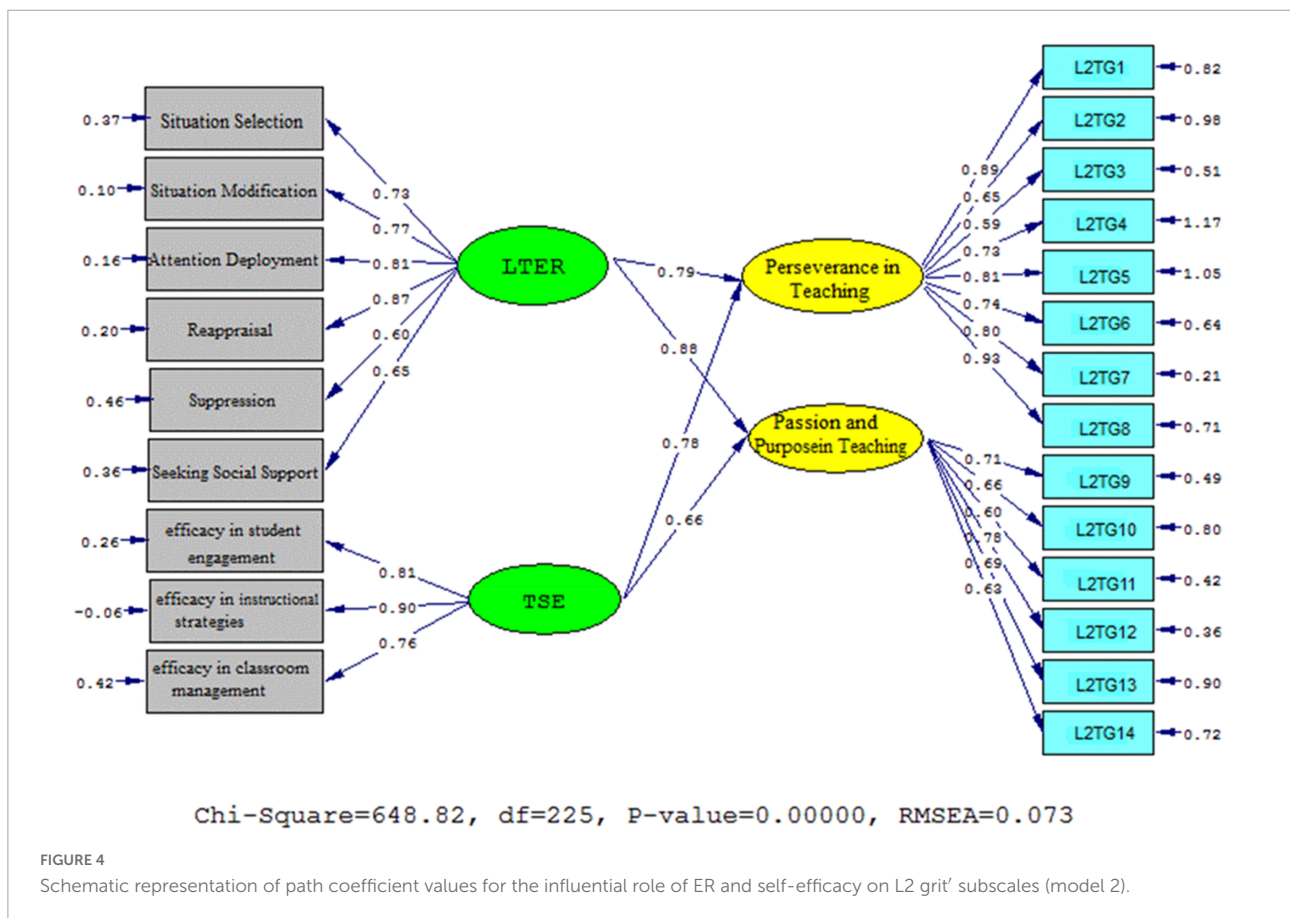 0.37
Situation Selection
0.10
Situation Modification
0.16
Attention Deployment
0.20
Reappraisal
0.46
Suppression
0.36
Seeking Social Support
0.26
efficacy in student
engagement
-0.06
efficacy in instructional
strategies
0.42
efficacy in classroom
management
0.73
0.77
0.81
0.87
0.60
0.65
0.81
0.90
0.76
LTER
TSE
0.79
0.88
0.78
0.66
Perseverance in
Teaching
Passion and
Purposein Teaching
0.89
0.65
0.59
0.73
0.81
0.74
0.80
0.93
0.71
0.66
0.60
0.78
0.69
0.63
L2TG1
0.82
L2TG2
0.98
L2TG3
0.51
L2TG4
1.17
L2TG5
1.05
L2TG6
0.64
L2TG7
0.21
L2TG8
0.71
L2TG9
0.49
L2TG10
0.80
L2TG11
0.42
L2TG12
0.36
L2TG13
0.90
L2TG14
0.72
Chi-Square=648.82, df=225, P-value=0.00000, RMSEA=0.073
FIGURE 4
Schematic representation of path coefficient values for the influential role of ER and self-efficacy on L2 grit′ subscales (model 2).